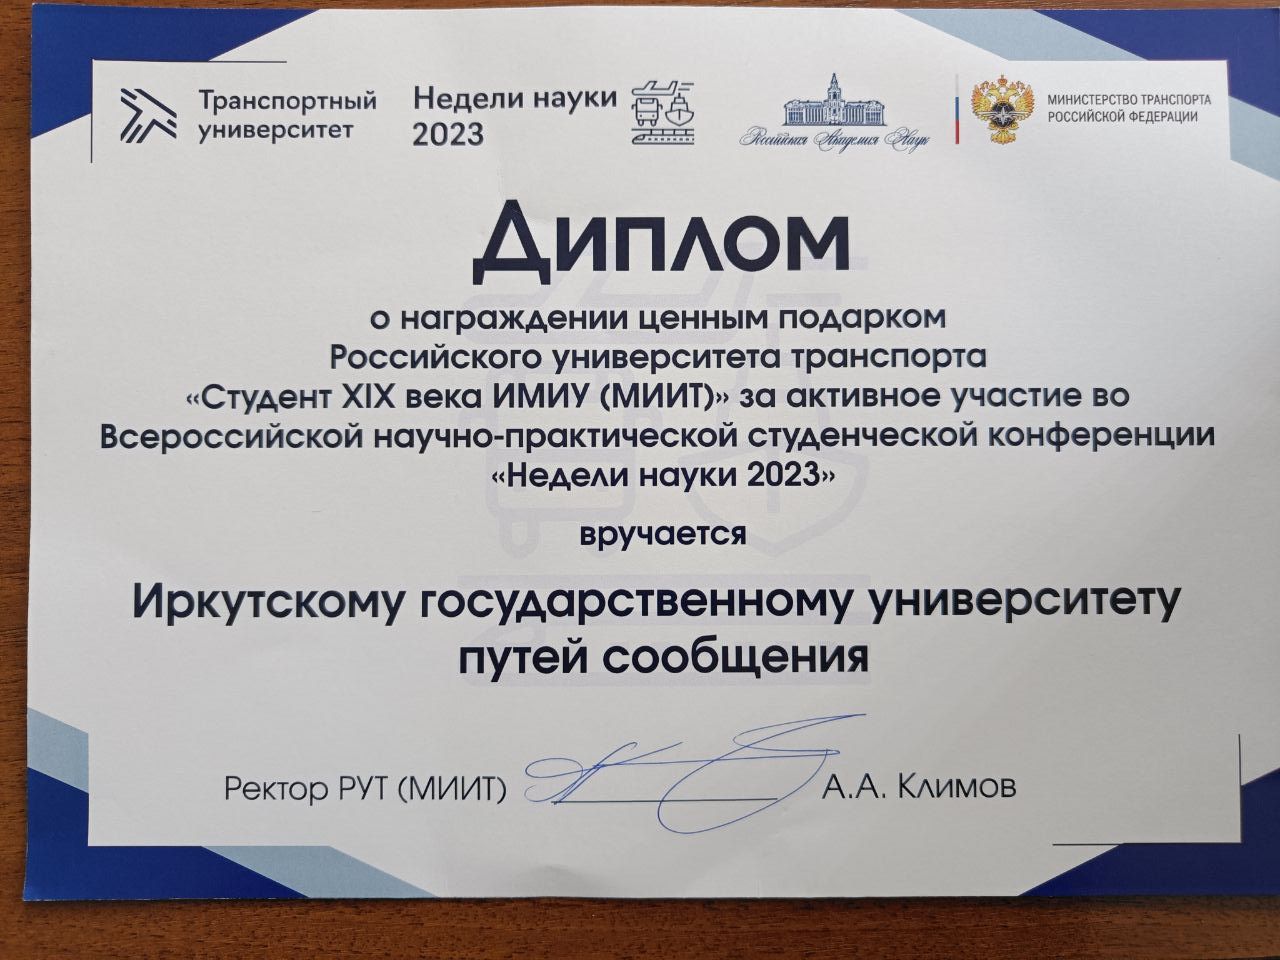 Транспортный
университет
Недели науки
2023
Российская Академия Наук
МИНИСТЕРСТВО ТРАНСПОРТА
РОССИЙСКОЙ ФЕДЕРАЦИИ
Диплом
о награждении ценным подарком
Российского университета транспорта
«Студент XIX века ИМИУ (МИИТ)» за активное участие во
Всероссийской научно-практической студенческой конференции
«Недели науки 2023»
вручается
Иркутскому государственному университету
путей сообщения
Ректор РУТ (МИИТ)
А.А. Климов